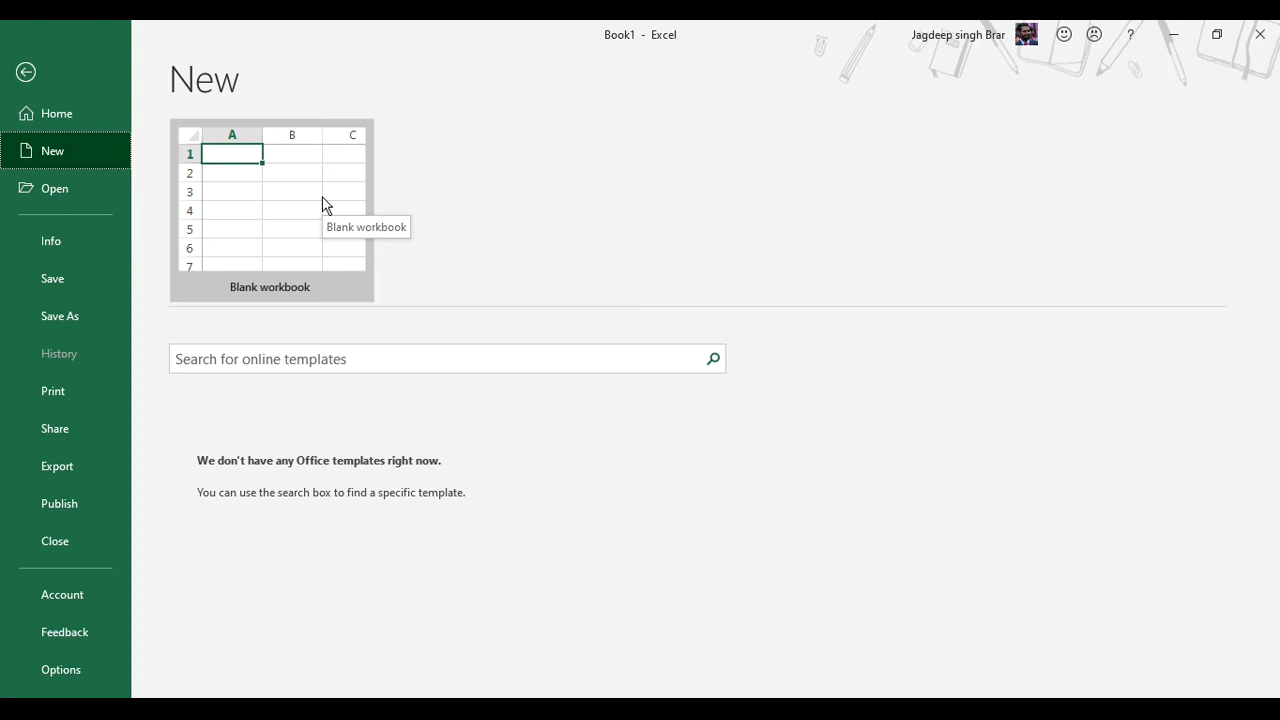 Book1 - Excel
Jagdeep singh Brar
?
New
Home
New
Open
Info
Save
Save As
History
Print
Share
Export
Publish
Close
Account
Feedback
Options
A B C
1
2
3
4
5
6
7
Blank workbook
Blank workbook
Search for online templates
We don't have any Office templates right now.
You can use the search box to find a specific template.